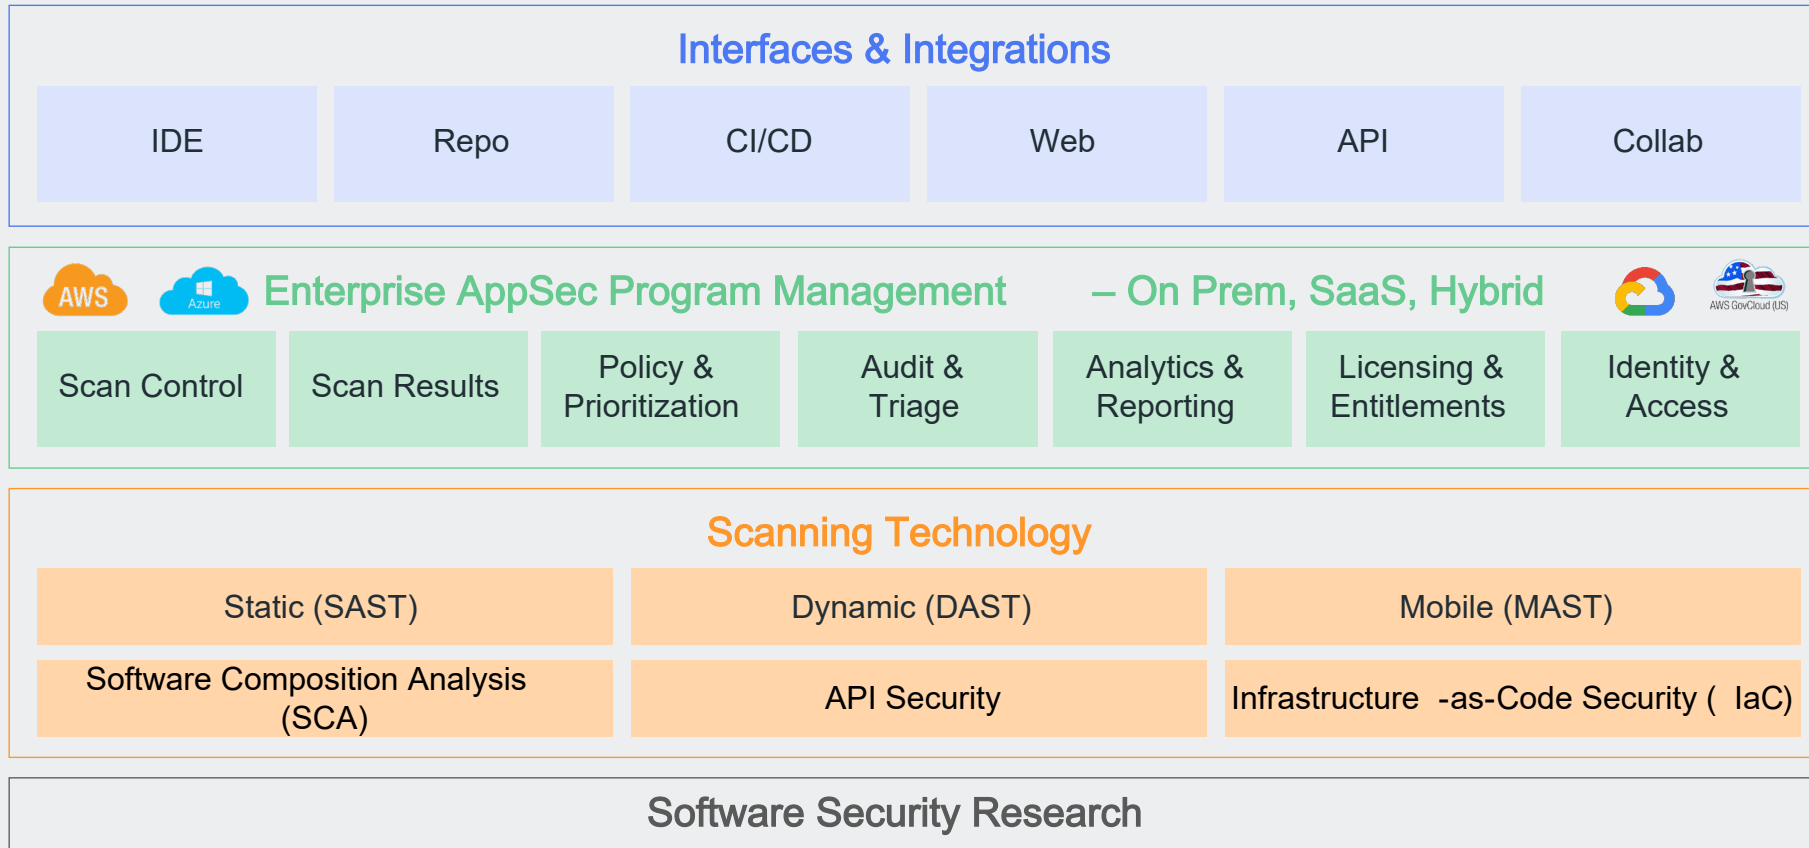 Interfaces & Integrations
IDE
Repo
CI/CD
Web
API
Collab
AWS
Azure
Enterprise AppSec Program Management – On Prem, SaaS, Hybrid
AWS GovCloud (US)
Scan Control
Scan Results
Policy &
Prioritization
Audit &
Triage
Analytics &
Reporting
Licensing &
Entitlements
Identity &
Access
Scanning Technology
Static (SAST)
Dynamic (DAST)
Mobile (MAST)
Software Composition Analysis
(SCA)
API Security
Infrastructure -as-Code Security ( IaC)
Software Security Research